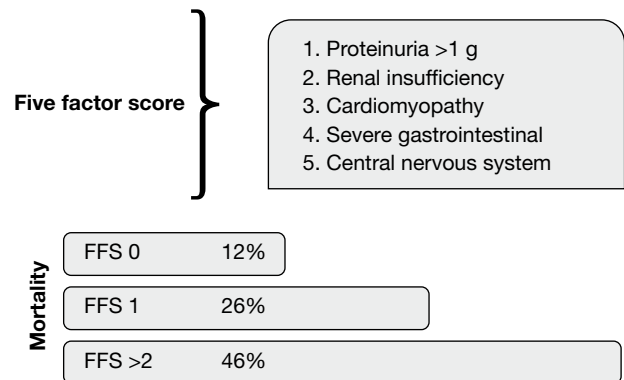 Five factor score
1. Proteinuria >1 g
2. Renal insufficiency
3. Cardiomyopathy
4. Severe gastrointestinal
5. Central nervous system
Mortality
FFS 0 12%
FFS 1 26%
FFS >2 46%